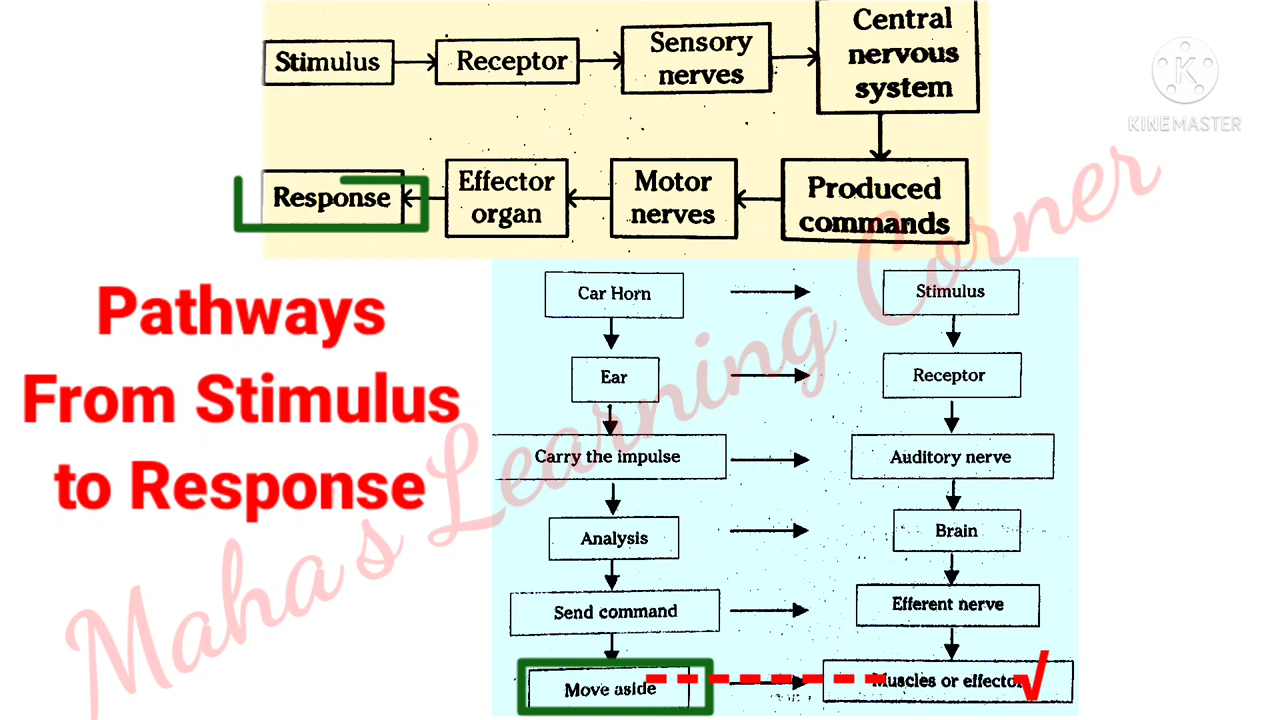 Stimulus
Receptor
Sensory
nerves
Central
nervous
system
KINEMASTER
Response
Effector
organ
Motor
nerves
Produced
commands
Pathways
From Stimulus
to Response
Car Horn
Stimulus
Ear
Receptor
Carry the impulse
Auditory nerve
Analysis
Brain
Send command
Efferent nerve
Move aside
Muscles or effector
Maha's Learning Corner